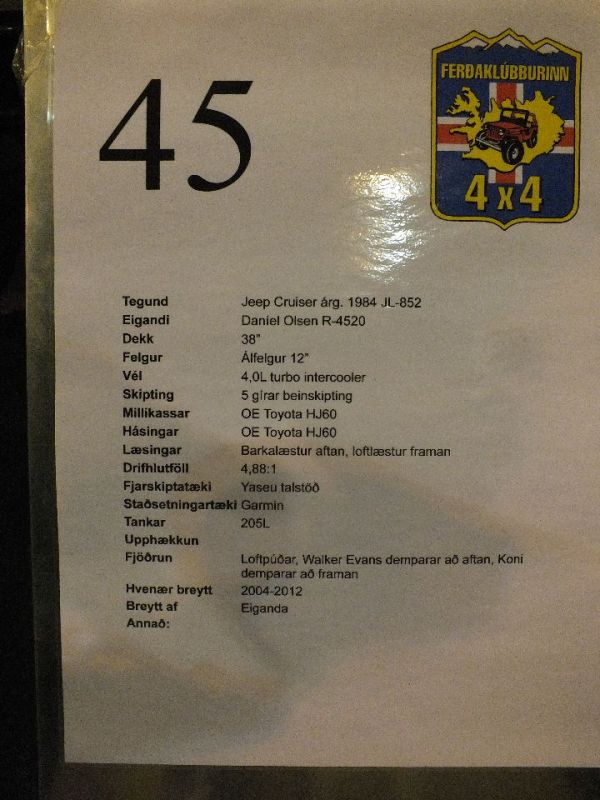 45
FERÐAKLÚBBURINN
4x4
Tegund Jeep Cruiser árg. 1984 JL-852
Eigandi Daníel Olsen R-4520
Dekk 38"
Felgur Álfelgur 12"
Vél 4,0L turbo intercooler
Skipting 5 gírar beinskipting
Millikassar OE Toyota HJ60
Hásingar OE Toyota HJ60
Læsingar Barkalæstur aftan, loftlæstur framan
Drifhlutföll 4,88:1
Fjarskiptatæki Yaseu talstöð
Staðsetningartæki Garmin
Tankar 205L
Upphækkun
Fjöðrun Loftpúðar, Walker Evans demparar að aftan, Koni
demparar að framan
Hvenær breytt 2004-2012
Breytt af Eiganda
Annað: